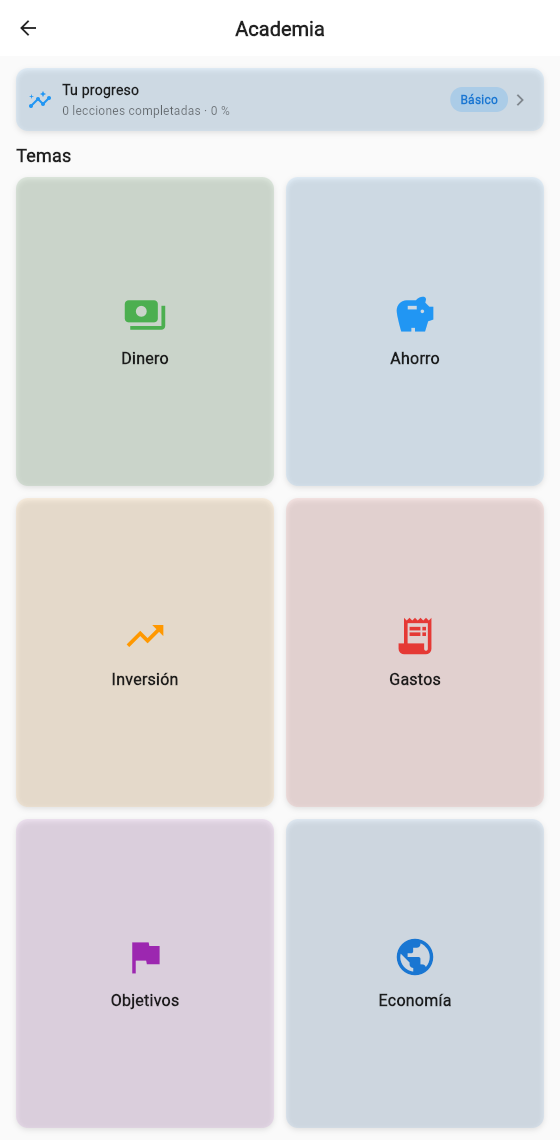 Academia
Tu progreso
0 lecciones completadas · 0 %
Básico
Temas
Dinero
Ahorro
Inversión
Gastos
Objetivos
Economía